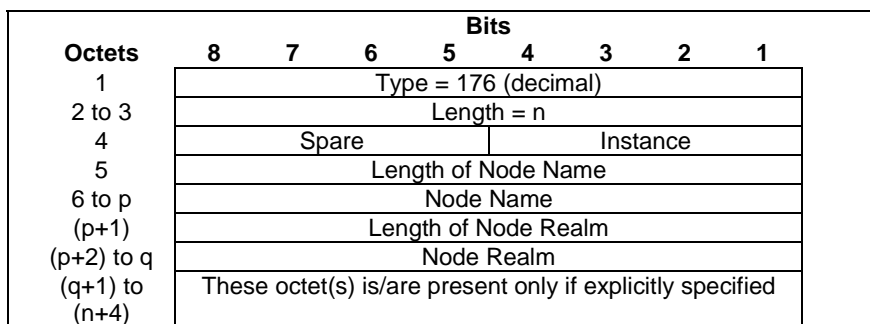 Bits
Octets 8 7 6 5 4 3 2 1
1 Type = 176 (decimal)
2 to 3 Length = n
4 Spare Instance
5 Length of Node Name
6 to p Node Name
(p+1) Length of Node Realm
(p+2) to q Node Realm
(q+1) to These octet(s) is/are present only if explicitly specified
(n+4)